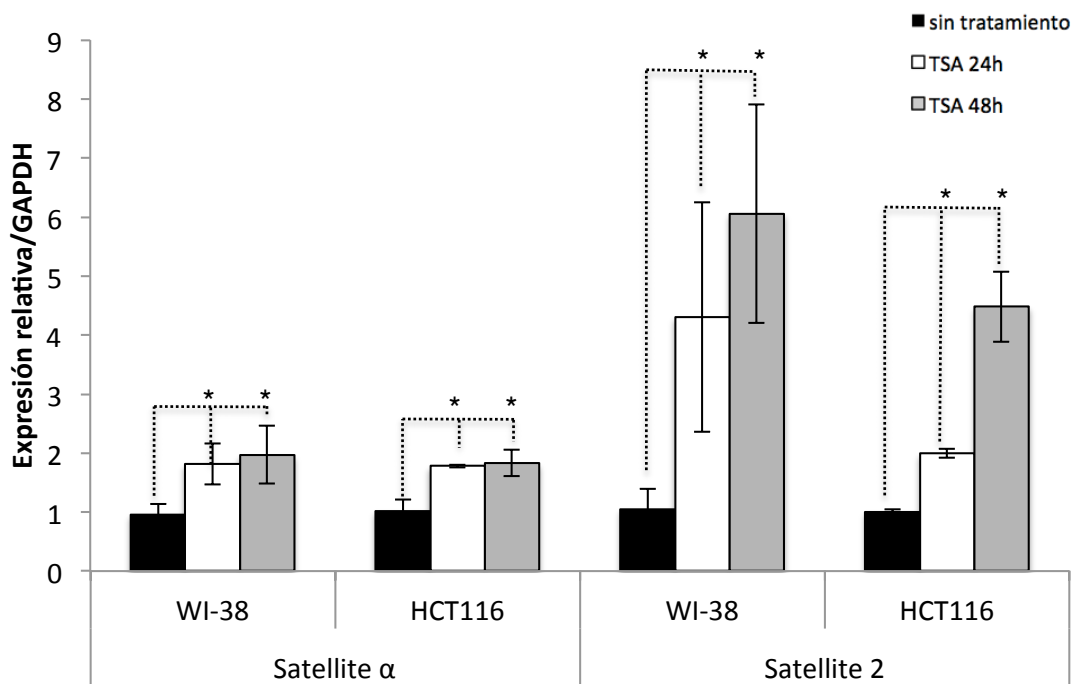 sin tratamiento
TSA 24h
TSA 48h
Expresión relativa/GAPDH
9
8
7
6
5
4
3
2
1
0
* *
* *
* *
* *
WI-38 HCT116 WI-38 HCT116
Satellite α Satellite 2